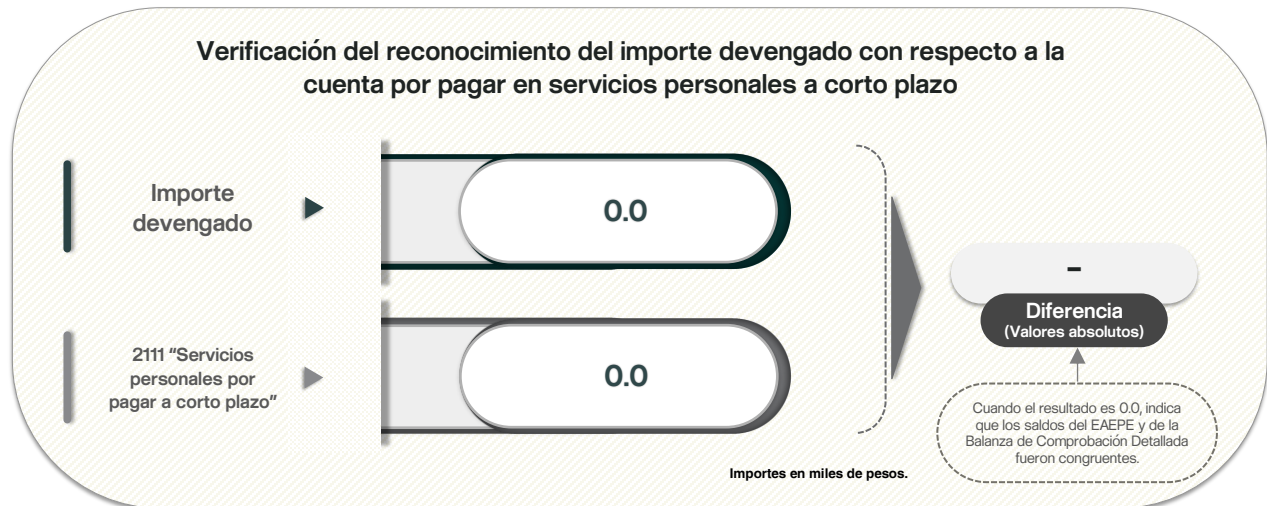 Verificación del reconocimiento del importe devengado con respecto a la
cuenta por pagar en servicios personales a corto plazo
Importe
devengado
0.0
2111 “Servicios
personales por
pagar a corto plazo”
0.0
-
Diferencia
(Valores absolutos)
Cuando el resultado es 0.0, indica
que los saldos del EAEPE y de la
Balanza de Comprobación Detallada
fueron congruentes.
Importes en miles de pesos.